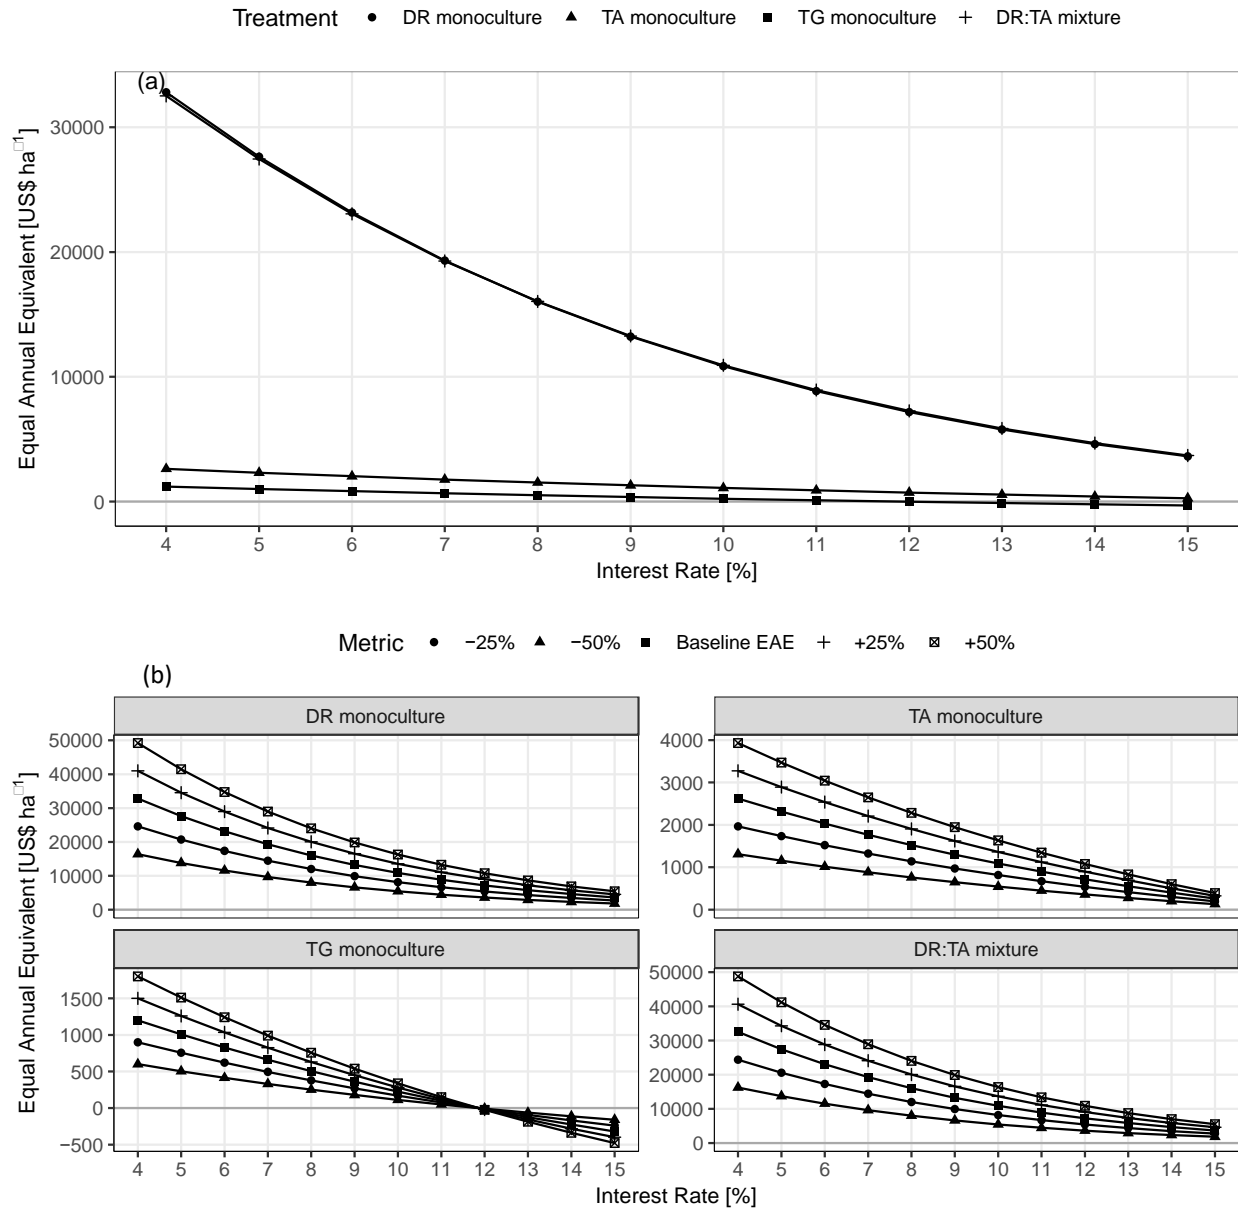 Treatment DR monoculture TA monoculture TG monoculture DR:TA mixture
(a)
Equal Annual Equivalent [US$ ha□1]
30000
20000
10000
0
4 5 6 7 8 9 10 11 12 13 14 15
Interest Rate [%]
Metric −25% −50% Baseline EAE +25% +50%
(b)
Equal Annual Equivalent [US$ ha□1]
DR monoculture
50000
40000
30000
20000
10000
0
TA monoculture
4000
3000
2000
1000
0
TG monoculture
1500
1000
500
0
−500
4 5 6 7 8 9 10 11 12 13 14 15
DR:TA mixture
50000
40000
30000
20000
10000
0
4 5 6 7 8 9 10 11 12 13 14 15
Interest Rate [%]